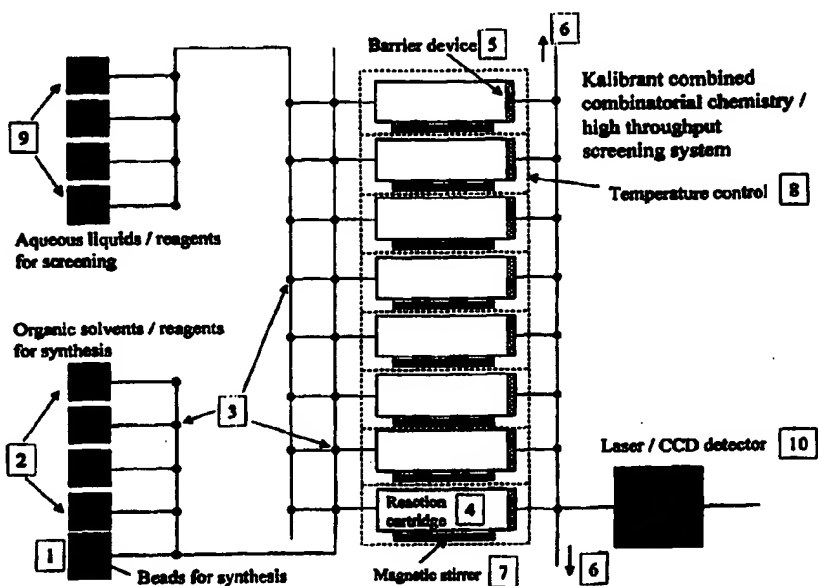 Barrier device 5
6
Kalibrant combined
combinatorial chemistry /
high throughput
screening system
9
Temperature control 8
Aqueous liquids / reagents
for screening
Organic solvents / reagents
for synthesis
3
2
Laser / CCD detector 10
Reaction
cartridge 4
1
Beads for synthesis
Magnetic stirrer 7
6